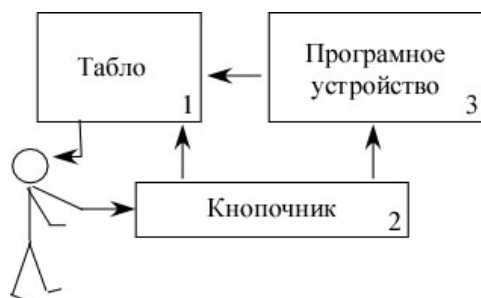 Табло
1
Програмное
устройство
3
Кнопочник
2